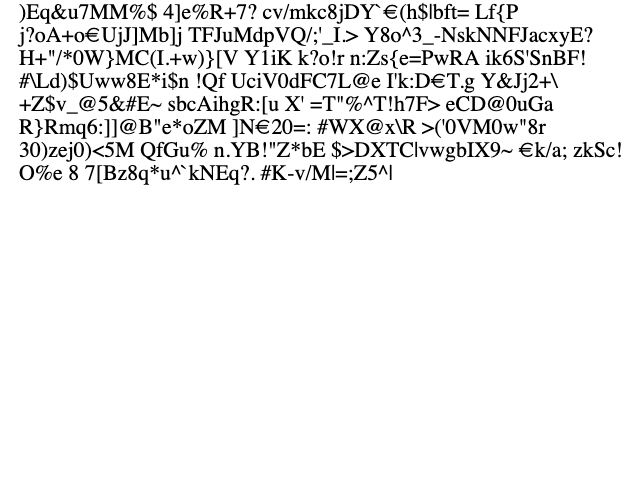 )Eq&u7MM%$ 4]e%R+7? cv/mkc8jDY`€(h$|bft= Lf{P
j?oA+o€UjJ]Mb]j TFJuMdpVQ/;'_I.> Y8o^3_-NskNNFJacxyE?
H+"/*0W}MC(I.+w)}[V Y1iK k?o!r n:Zs{e=PwRA ik6S'SnBF!
#\Ld)$Uww8E*i$n !Qf UciV0dFC7L@e I'k:D€T.g Y&Jj2+\
+Z$v_@5&#E~ sbcAihgR:[u X' =T"%^T!h7F> eCD@0uGa
R}Rmq6:]]@B"e*oZM ]N€20=: #WX@x\R >('0VM0w"8r
30)zej0)<5M QfGu% n.YB!"Z*bE $>DXTC|vwgbIX9~ €k/a; zkSc!
O%e 8 7[Bz8q*u^`kNEq?. #K-v/M|=;Z5^|